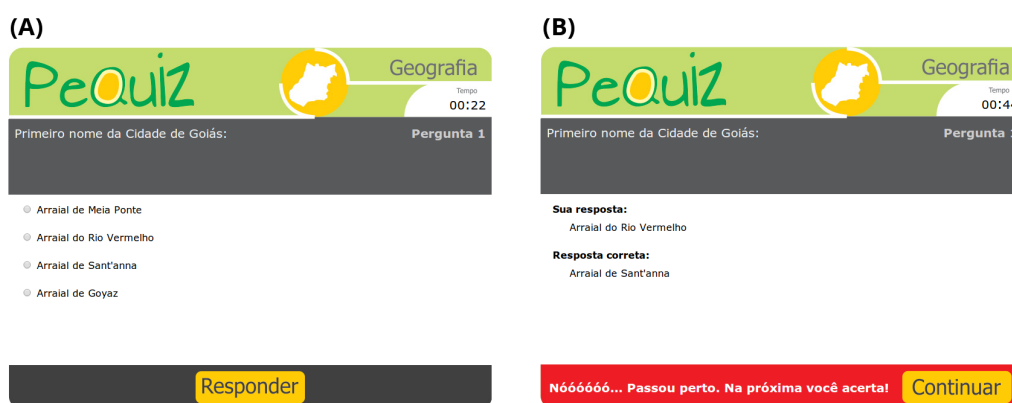 (A)
PeQuiz
Geografia
Tempo
00:22
Primeiro nome da Cidade de Goiás:
Pergunta 1
Arraial de Meia Ponte
Arraial do Rio Vermelho
Arraial de Sant'anna
Arraial de Goyaz
Responder
(B)
PeQuiz
Geografia
Tempo
00:44
Primeiro nome da Cidade de Goiás:
Pergunta
Sua resposta:
Arraial do Rio Vermelho
Resposta correta:
Arraial de Sant'anna
Nóóóóóó... Passou perto. Na próxima você acerta!
Continuar